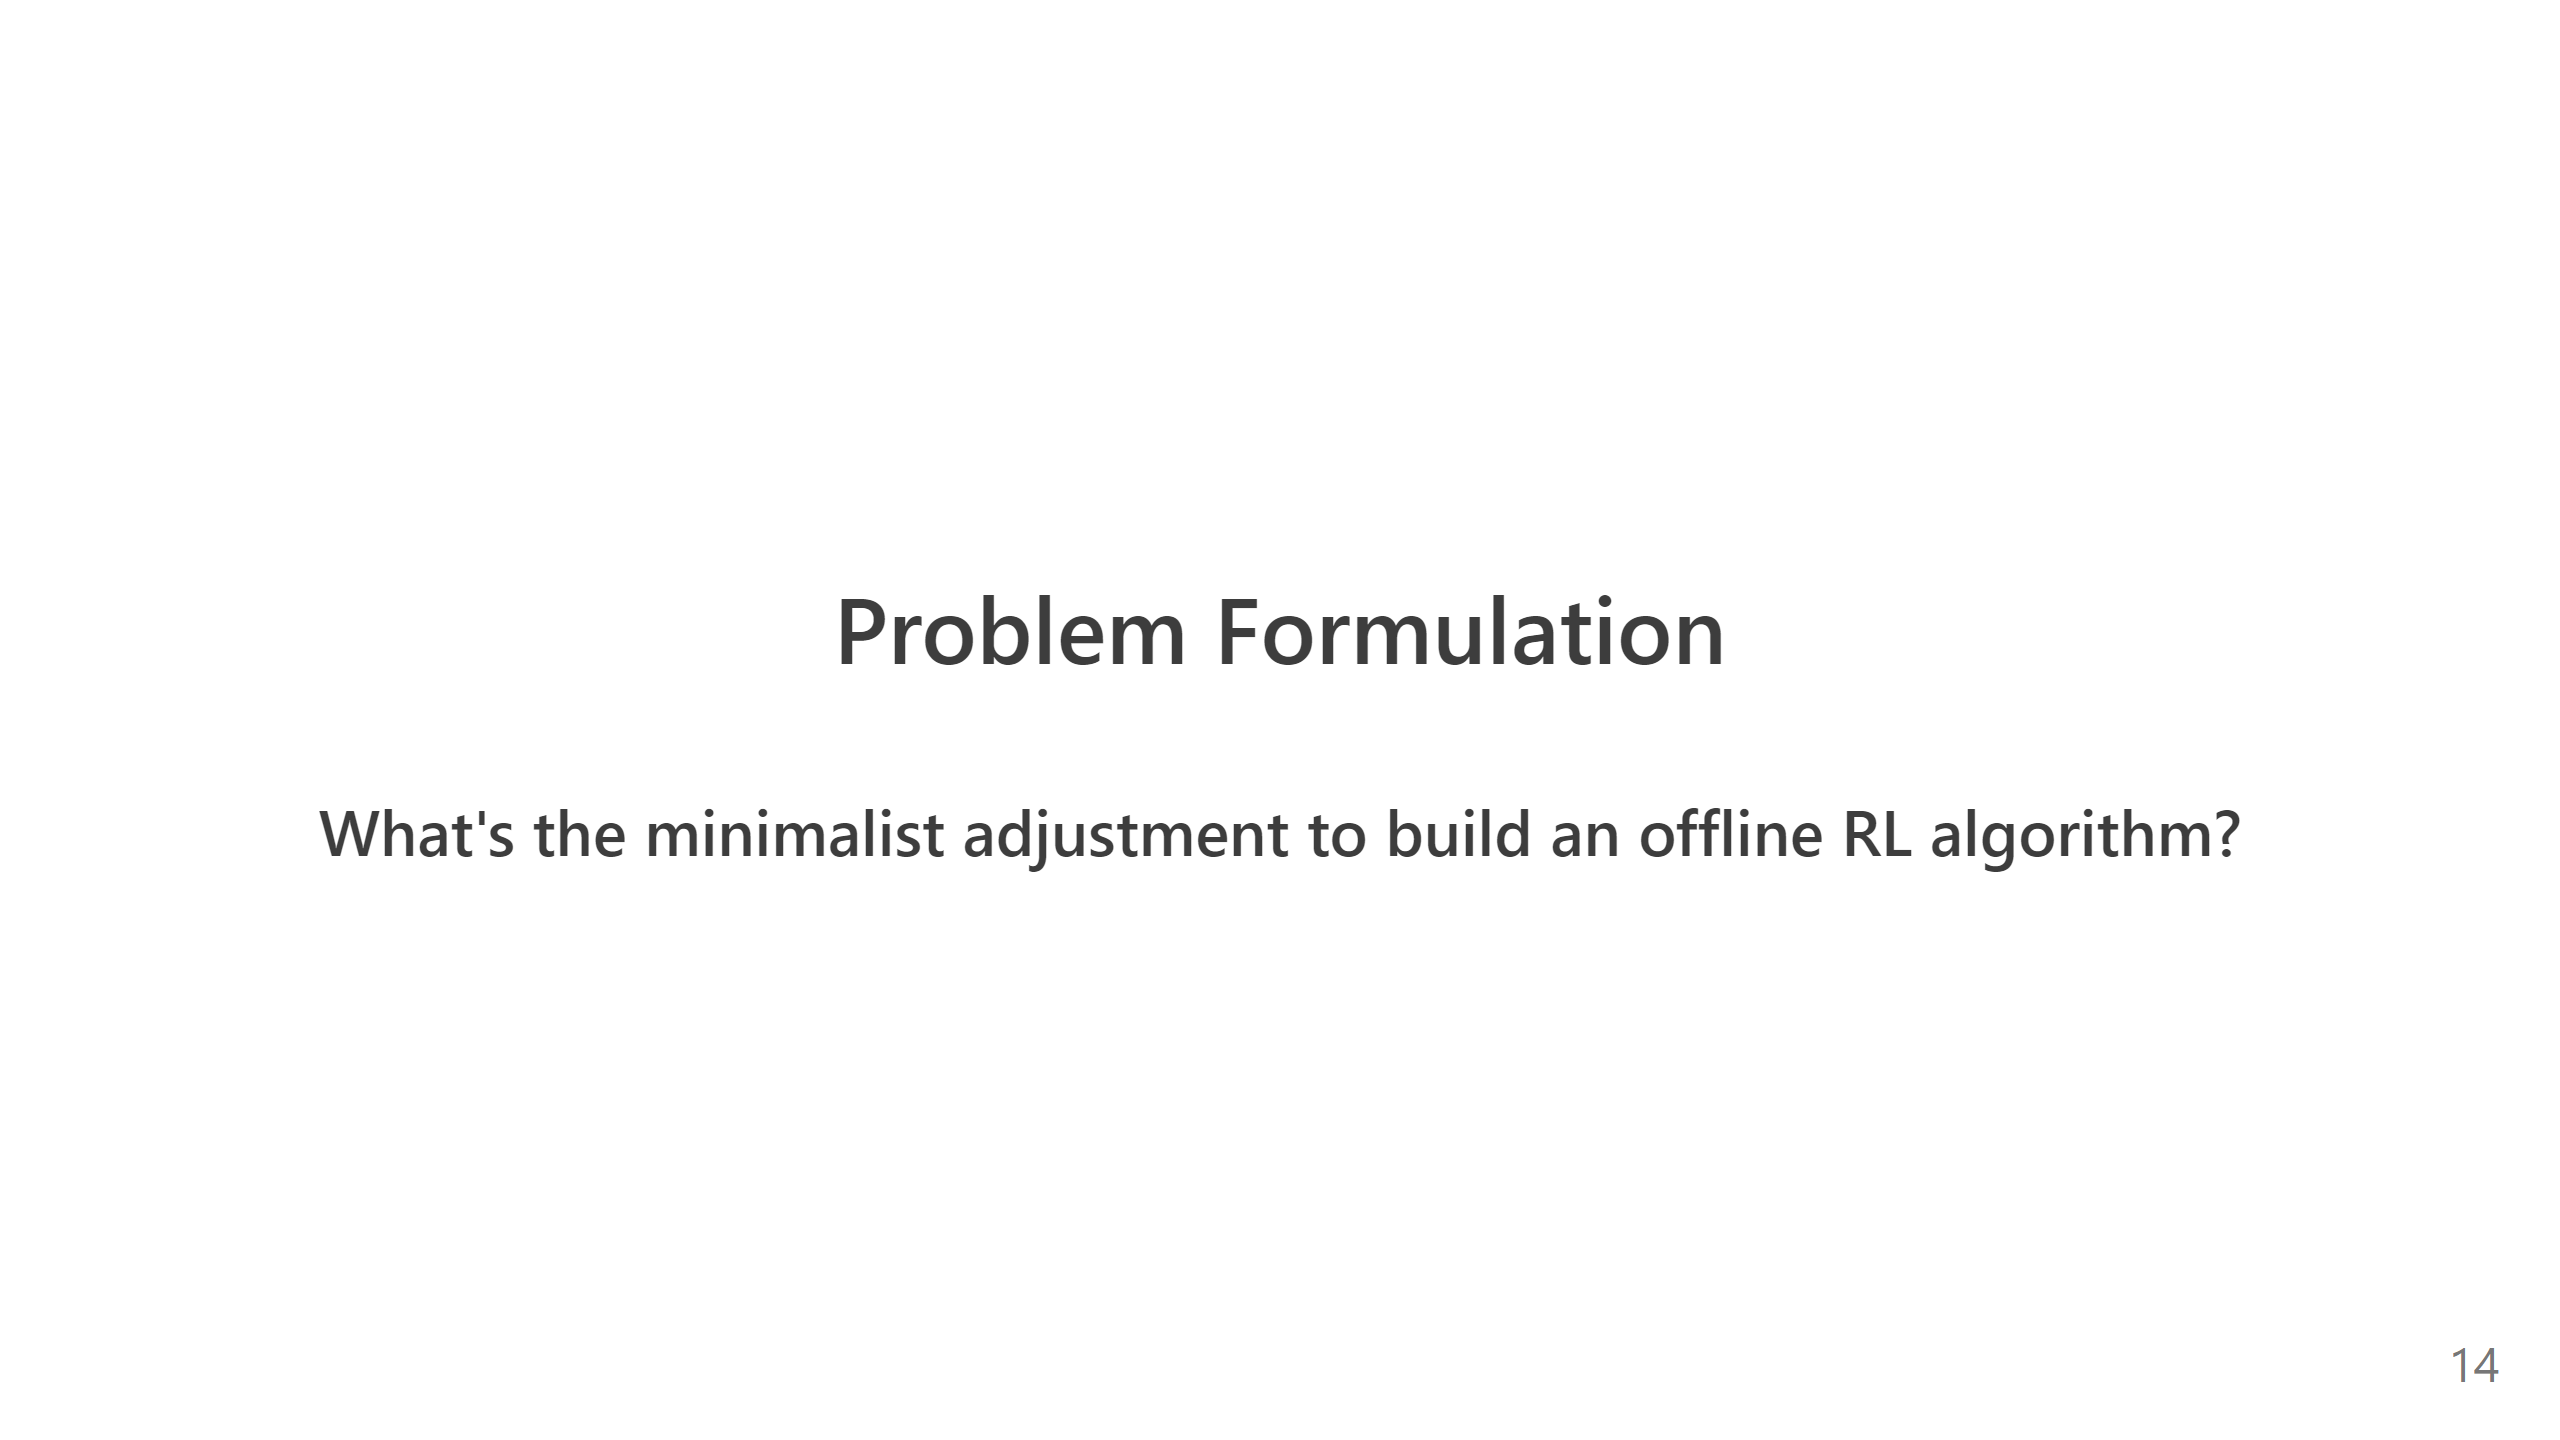 Problem Formulation
What's the minimalist adjustment to build an offline RL algorithm?
14